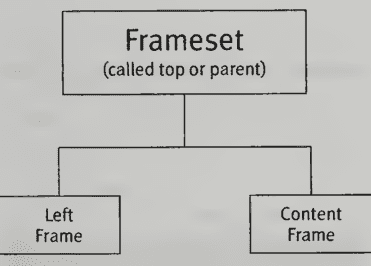 Frameset
(called top or parent)
Left
Frame
Content
Frame